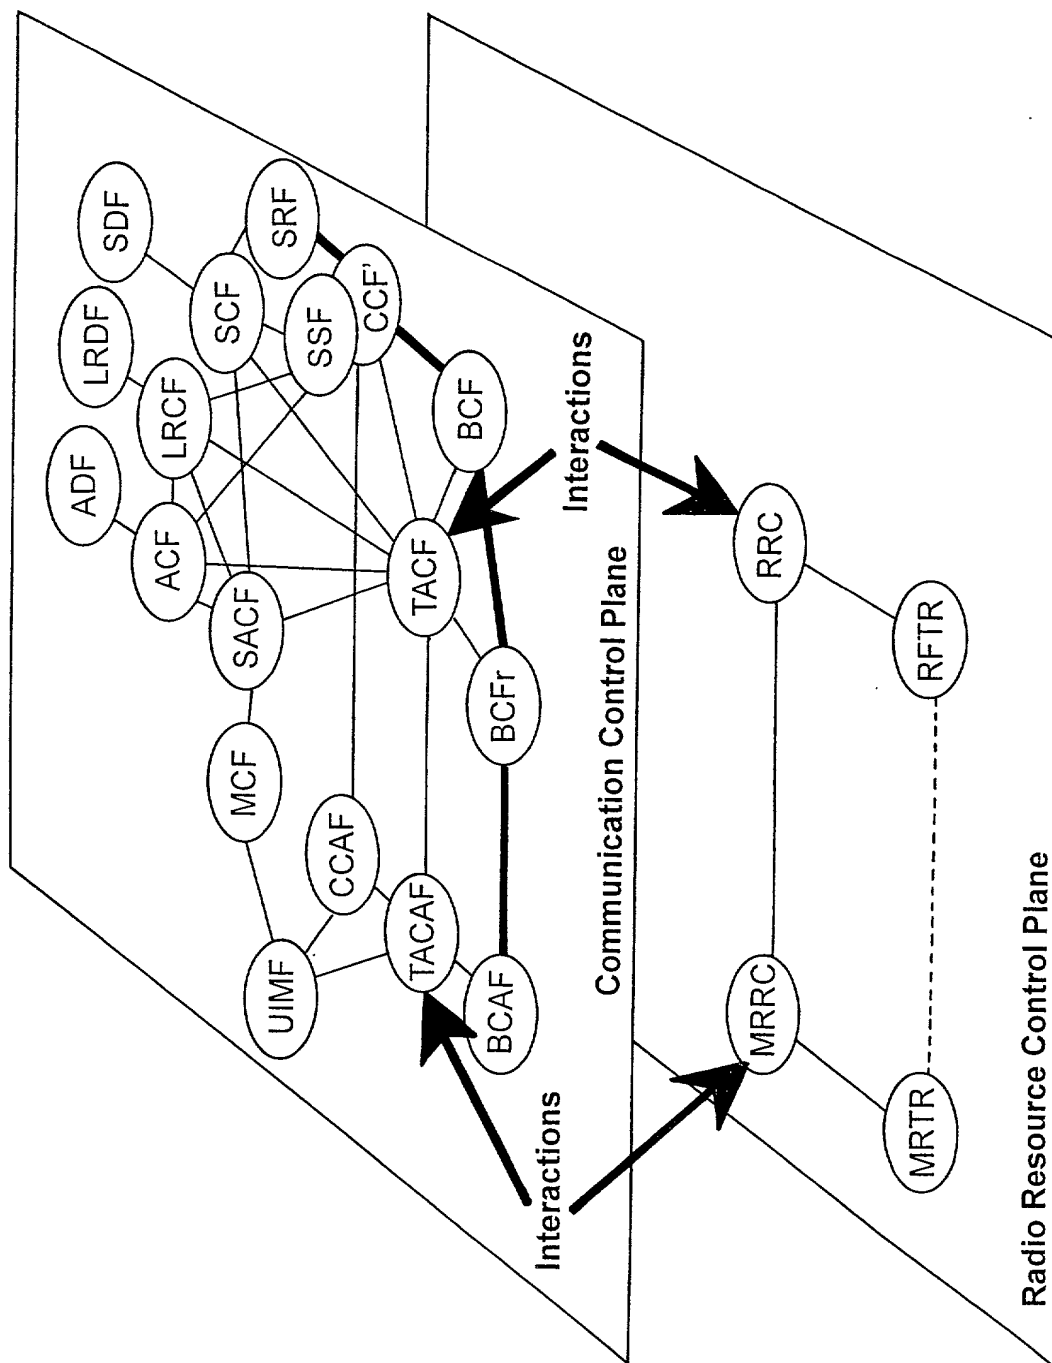 ADF
LRDF
SDF
ACF
LRCF
SCF
MCF
SACF
UIMF
SRF
SSF
CCAF
CCF'
TACAF
TACF
BCF
BCAF
BCFr
Interactions
Interactions
Communication Control Plane
MRRC
RRC
MRTR
RFTR
Radio Resource Control Plane